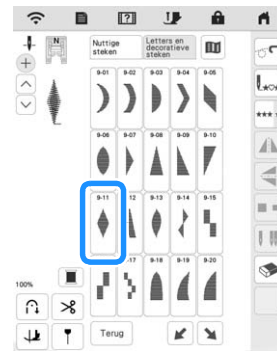 N
Nuttige steken
Letters en decoratieve steken
9-01 9-02 9-03 9-04 9-05
9-06 9-07 9-08 9-09 9-10
9-11 12 9-13 9-14 9-15
-17 9-18 9-19 9-20
100%
Terug